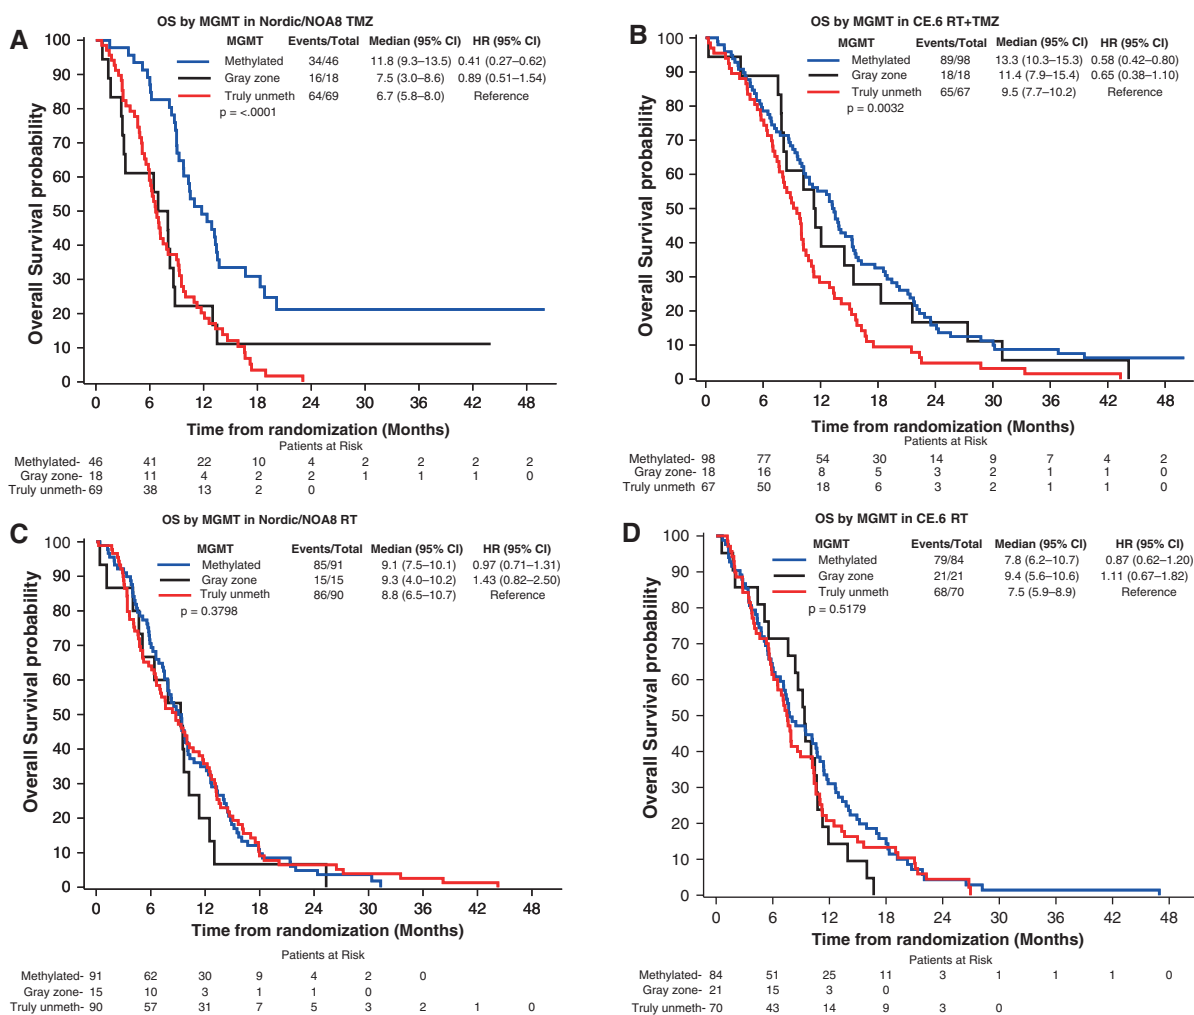 A
OS by MGMT in Nordic/NOA8 TMZ
MGMT Events/Total Median (95% CI) HR (95% CI)
Methylated 34/46 11.8 (9.3–13.5) 0.41 (0.27–0.62)
Gray zone 16/18 7.5 (3.0–8.6) 0.89 (0.51–1.54)
Truly unmeth 64/69 6.7 (5.8–8.0) Reference
p = <.0001
Overall Survival probability
100
90
80
70
60
50
40
30
20
10
0
0 6 12 18 24 30 36 42 48
Time from randomization (Months)
Patients at Risk
Methylated- 46 41 22 10 4 2 2 2 2
Gray zone- 18 11 4 2 2 1 1 1 0
Truly unmeth- 69 38 13 2 0
B
OS by MGMT in CE.6 RT+TMZ
MGMT Events/Total Median (95% CI) HR (95% CI)
Methylated 89/98 13.3 (10.3–15.3) 0.58 (0.42–0.80)
Gray zone 18/18 11.4 (7.9–15.4) 0.65 (0.38–1.10)
Truly unmeth 65/67 9.5 (7.7–10.2) Reference
p = 0.0032
Overall Survival probability
100
90
80
70
60
50
40
30
20
10
0
0 6 12 18 24 30 36 42 48
Time from randomization (Months)
Patients at Risk
Methylated- 98 77 54 30 14 9 7 4 2
Gray zone- 18 16 8 5 3 2 1 1 0
Truly unmeth 67 50 18 6 3 2 1 1 0
C
OS by MGMT in Nordic/NOA8 RT
MGMT Events/Total Median (95% CI) HR (95% CI)
Methylated 85/91 9.1 (7.5–10.1) 0.97 (0.71–1.31)
Gray zone 15/15 9.3 (4.0–10.2) 1.43 (0.82–2.50)
Truly unmeth 86/90 8.8 (6.5–10.7) Reference
p = 0.3798
Overall Survival probability
100
90
80
70
60
50
40
30
20
10
0
0 6 12 18 24 30 36 42 48
Time from randomization (Months)
Patients at Risk
Methylated- 91 62 30 9 4 2 0
Gray zone- 15 10 3 1 1 0
Truly unmeth- 90 57 31 7 5 3 2 1 0
D
OS by MGMT in CE.6 RT
MGMT Events/Total Median (95% CI) HR (95% CI)
Methylated 79/84 7.8 (6.2–10.7) 0.87 (0.62–1.20)
Gray zone 21/21 9.4 (5.6–10.6) 1.11 (0.67–1.82)
Truly unmeth 68/70 7.5 (5.9–8.9) Reference
p = 0.5179
Overall Survival probability
100
90
80
70
60
50
40
30
20
10
0
0 6 12 18 24 30 36 42 48
Time from randomization (Months)
Patients at Risk
Methylated- 84 51 25 11 3 1 1 1 0
Gray zone- 21 15 3 0
Truly unmeth- 70 43 14 9 3 0